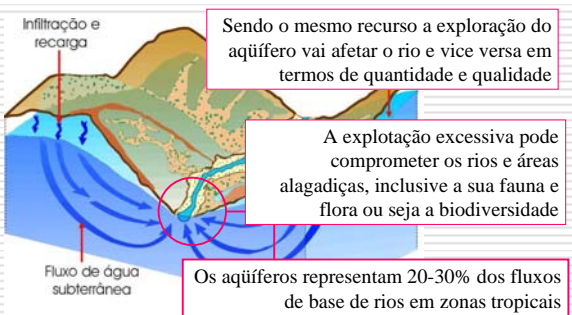 Infiltração e
recarga
Sendo o mesmo recurso a exploração do
aqüífero vai afetar o rio e vice versa em
termos de quantidade e qualidade
A explotação excessiva pode
comprometer os rios e áreas
alagadiças, inclusive a sua fauna e
flora ou seja a biodiversidade
Fluxo de água
subterrânea
Os aqüíferos representam 20-30% dos fluxos
de base de rios em zonas tropicais